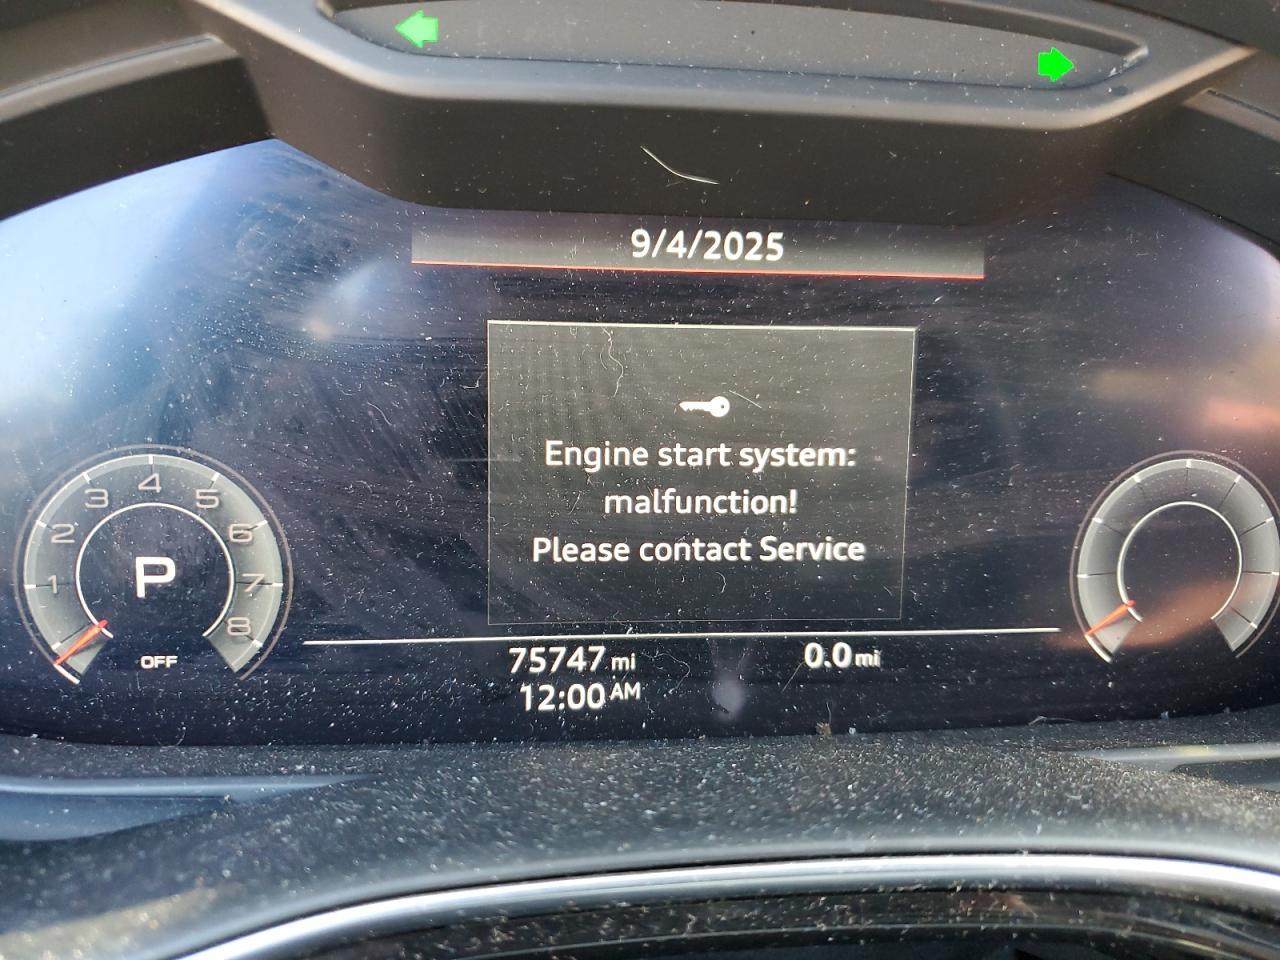 9/4/2025
Engine start system:
malfunction!
Please contact Service
1 2 3 4 5 6 7 8
P
OFF
75747 mi
0.0 mi
12:00 AM